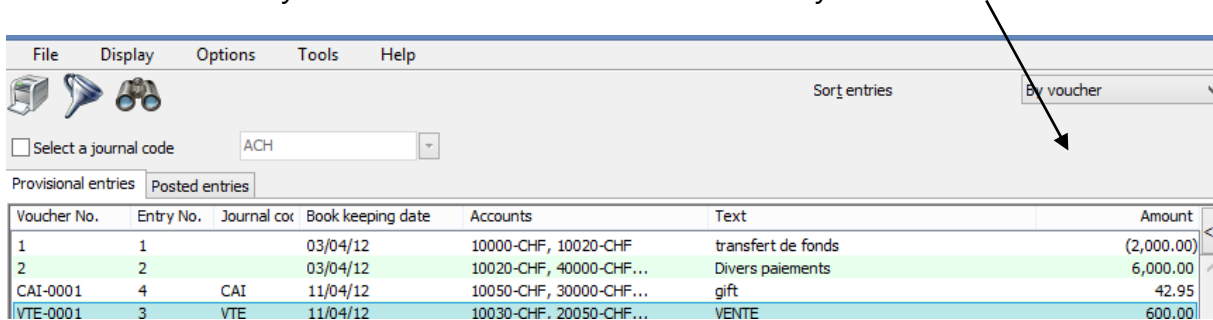 File Display Options Tools Help
Sort entries By voucher
Select a journal code ACH
Provisional entries Posted entries
Voucher No. Entry No. Journal coc Book keeping date Accounts Text Amount
1 1 03/04/12 10000-CHF, 10020-CHF transfert de fonds (2,000.00)
2 2 03/04/12 10020-CHF, 40000-CHF... Divers paiements 6,000.00
CAI-0001 4 CAI 11/04/12 10050-CHF, 30000-CHF... gift 42.95
VTE-0001 3 VTE 11/04/12 10030-CHF, 20050-CHF... VENTE 600.00